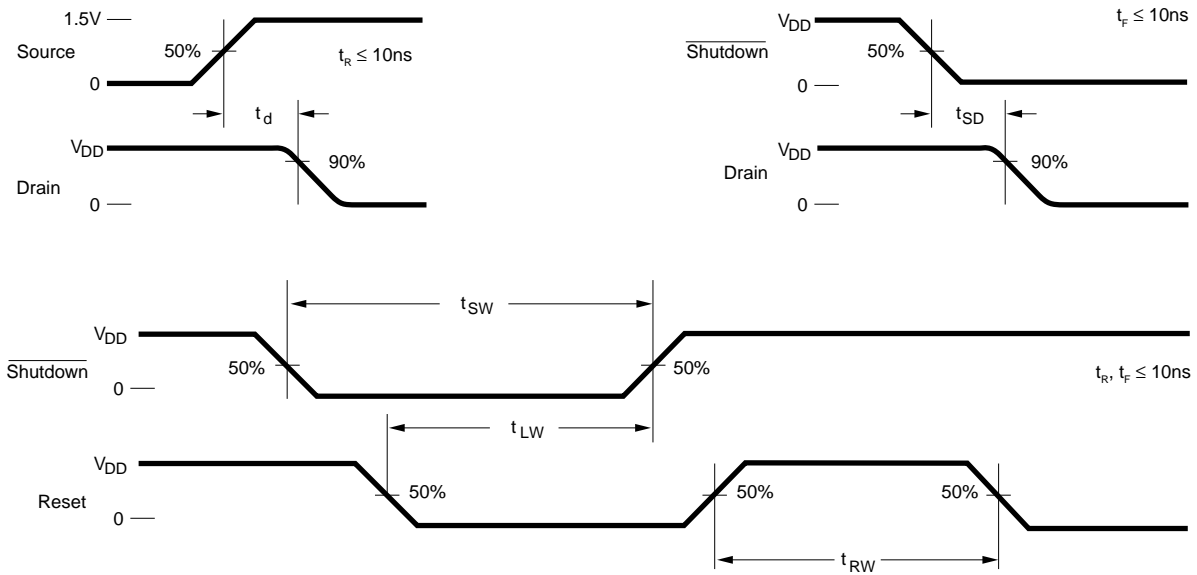 1.5V
Source
50%
t_R ≤ 10ns
0
t_d
V_DD
90%
Drain
0
V_DD
t_F ≤ 10ns
Shutdown
50%
0
t_SD
V_DD
90%
Drain
0
t_SW
V_DD
50%
50%
Shutdown
t_R, t_F ≤ 10ns
0
t_LW
V_DD
50%
50%
50%
Reset
0
t_RW